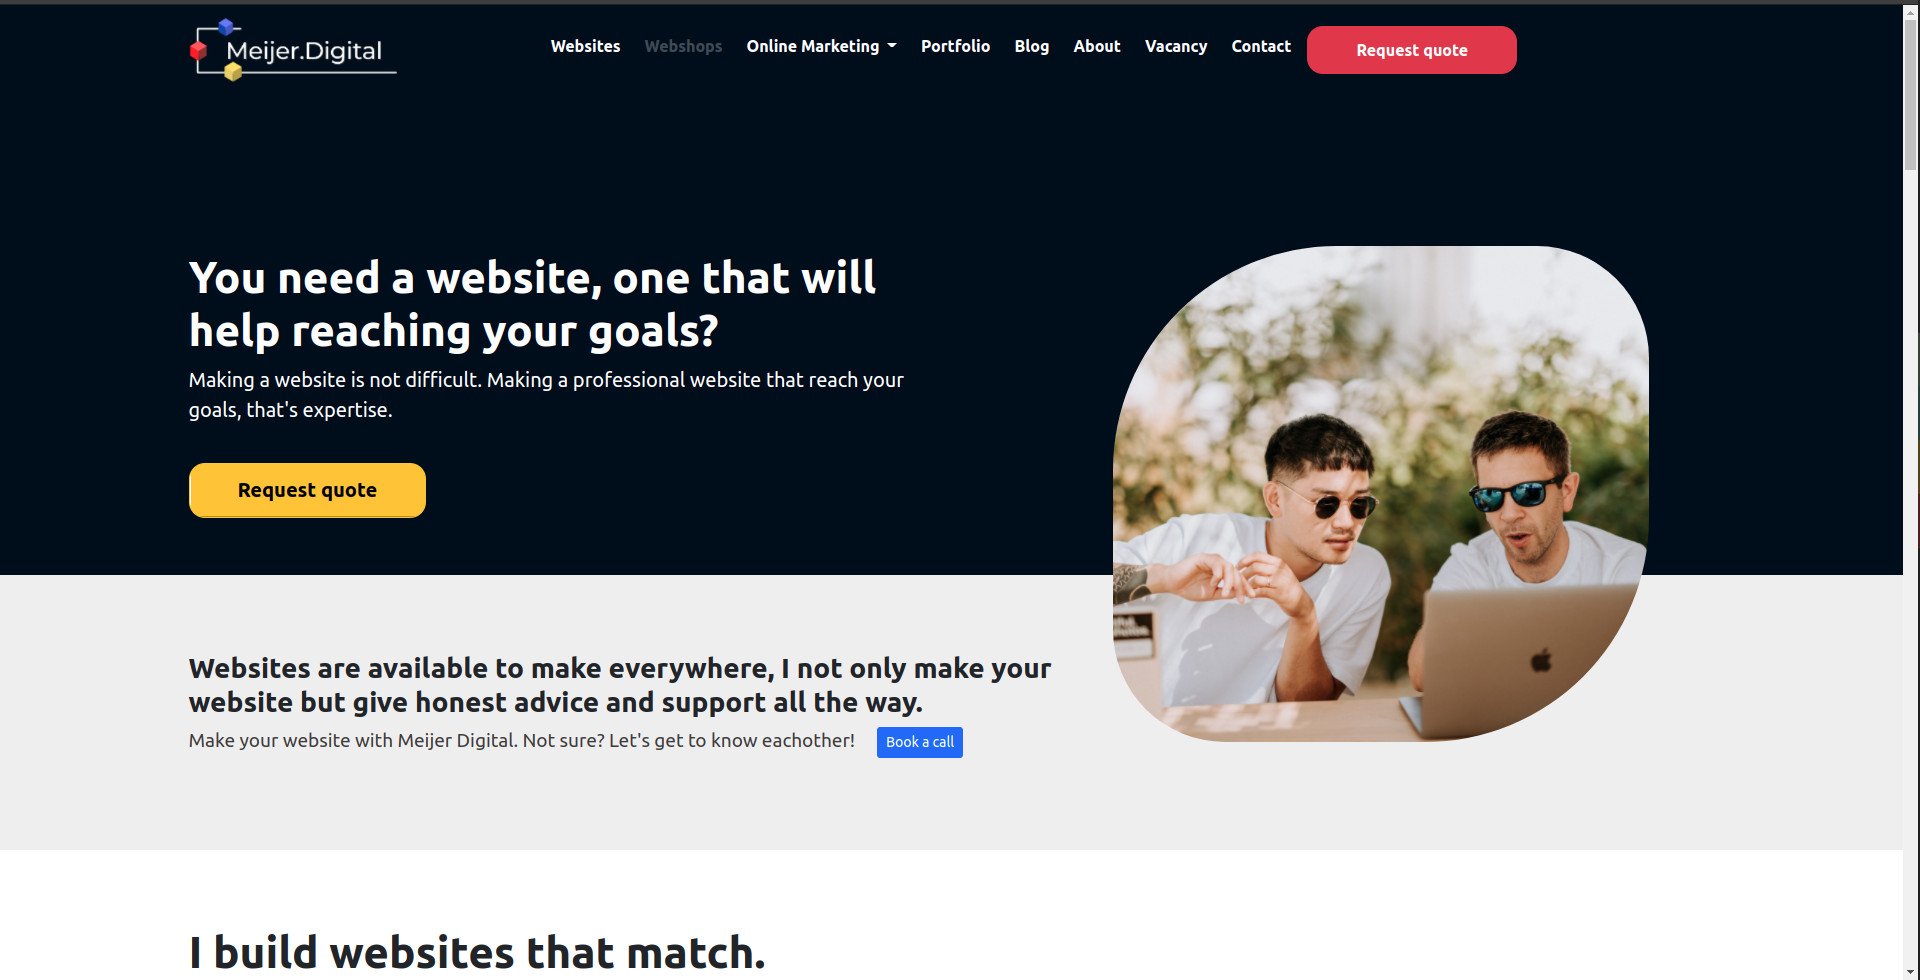 Meijer.Digital
Websites
Webshops
Online Marketing
Portfolio
Blog
About
Vacancy
Contact
Request quote
You need a website, one that will
help reaching your goals?
Making a website is not difficult. Making a professional website that reach your
goals, that's expertise.
Request quote
Websites are available to make everywhere, I not only make your
website but give honest advice and support all the way.
Make your website with Meijer Digital. Not sure? Let's get to know eachother!
Book a call
I build websites that match.